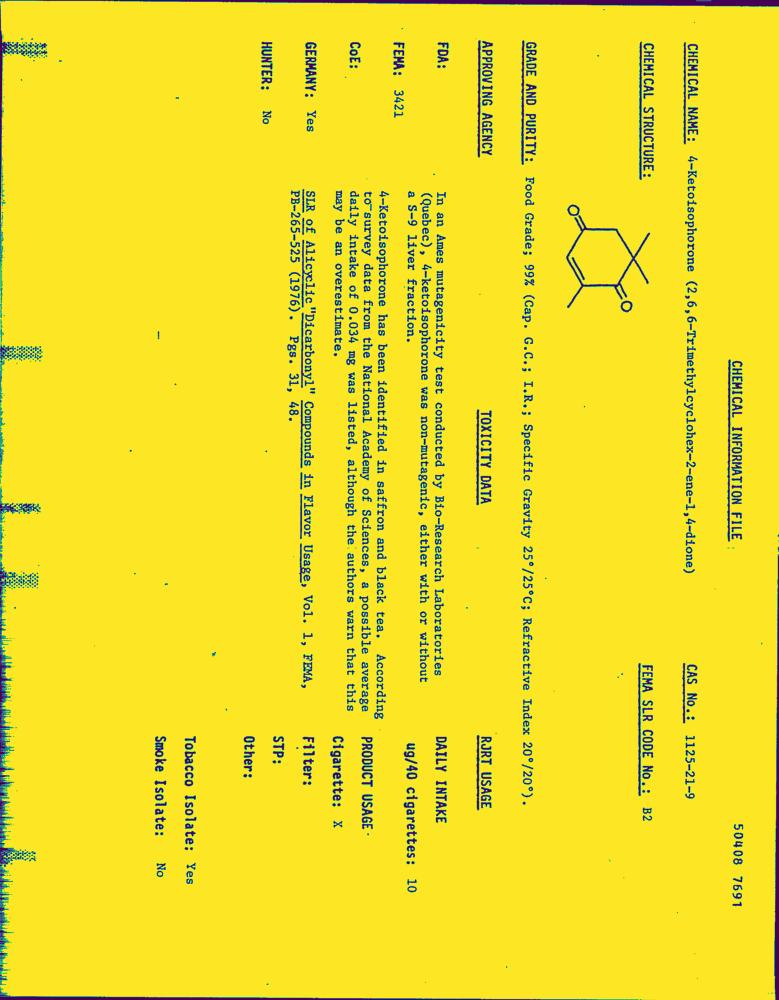 50408 7691
CHEMICAL INFORMATION FILE
CHEMICAL NAME: 4-Ketoisophorone (2,6,6-Trimethylcyclohex-2-ene-1,4-dione) CAS No.: 1125-21-9
CHEMICAL STRUCTURE: FEMA SLR CODE No.: B2
O
O
GRADE AND PURITY: Food Grade; 99% (Cap. G.C.; I.R.; Specific Gravity 25°/25°C; Refractive Index 20°/20°).
APPROVING AGENCY TOXICITY DATA RJRT USAGE
FDA:
FEMA: 3421
CoE:
GERMANY: Yes
HUNTER: No
In an Ames mutagenicity test conducted by Bio-Research Laboratories
(Quebec), 4-ketoisophorone was non-mutagenic, either with or without
a S-9 liver fraction.
4-Ketoisophorone has been identified in saffron and black tea. According
to survey data from the National Academy of Sciences, a possible average
daily intake of 0.034 mg was listed, although the authors warn that this
may be an overestimate.
SLR of Alicyclic "Dicarbonyl" Compounds in Flavor Usage, Vol. 1, FEMA,
PB-265-525 (1976). Pgs. 31, 48.
DAILY INTAKE
ug/40 cigarettes: 10
PRODUCT USAGE
Cigarette: X
Filter:
STP:
Other:
Tobacco Isolate: Yes
Smoke Isolate: No